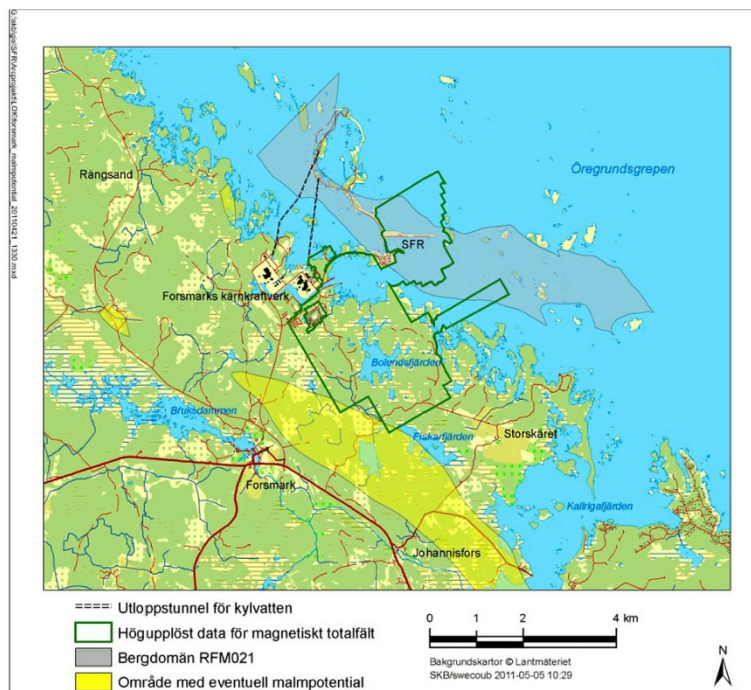 Öregrundsgrepen
Rångsand
SFR
Forsmarks kärnkraftverk
Bolundsfjärden
Bruksdammen
Fiskarfjärden
Storskäret
Forsmark
Kallrigafjärden
Johannisfors
Utloppstunnel för kylvatten
Högupplöst data för magnetiskt totalfält
Bergdomän RFM021
Område med eventuell malmpotential
0 1 2 4 km
Bakgrundskartor © Lantmäteriet
SKB/swecoub 2011-05-05 10:29
N